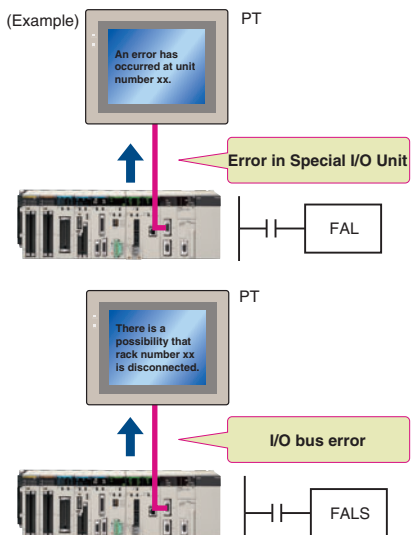 (Example)
PT
An error has
occurred at unit
number xx.
Error in Special I/O Unit
FAL
PT
There is a
possibility that
rack number xx
is disconnected.
I/O bus error
FALS